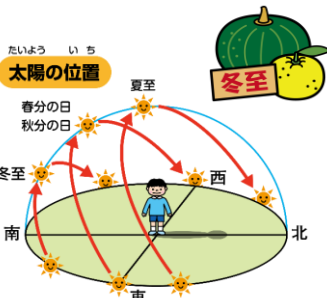 たいよう いち
太陽の位置
冬至
夏至
春分の日
秋分の日
冬至
西
南
北
東